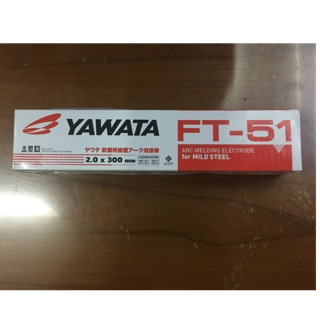 YAWATA
FT-51
ヤワタ 軟鋼用被覆アーク溶接棒
2.0 x 300 mm
ARC WELDING ELECTRODE
for MILD STEEL